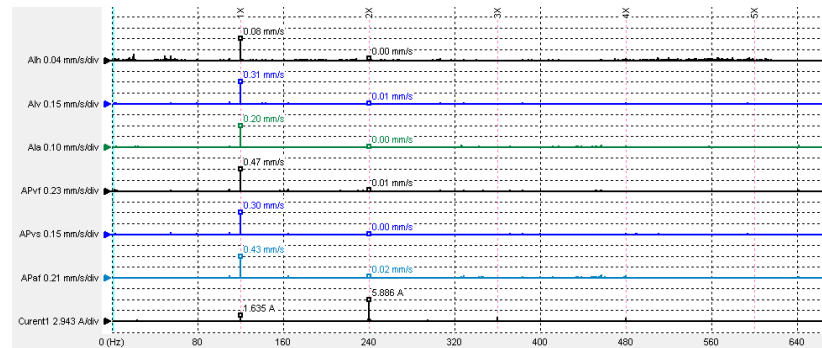 1X 2X 3X 4X 5X
0.08 mm/s 0.00 mm/s
Alh 0.04 mm/s/div
0.31 mm/s 0.01 mm/s
Alv 0.15 mm/s/div
0.20 mm/s 0.00 mm/s
Ala 0.10 mm/s/div
0.47 mm/s 0.01 mm/s
APvf 0.23 mm/s/div
0.30 mm/s 0.00 mm/s
APvs 0.15 mm/s/div
0.43 mm/s 0.02 mm/s
APaf 0.21 mm/s/div
1.635 A 5.886 A
Curent1 2.943 A/div
0 (Hz) 80 160 240 320 400 480 560 640